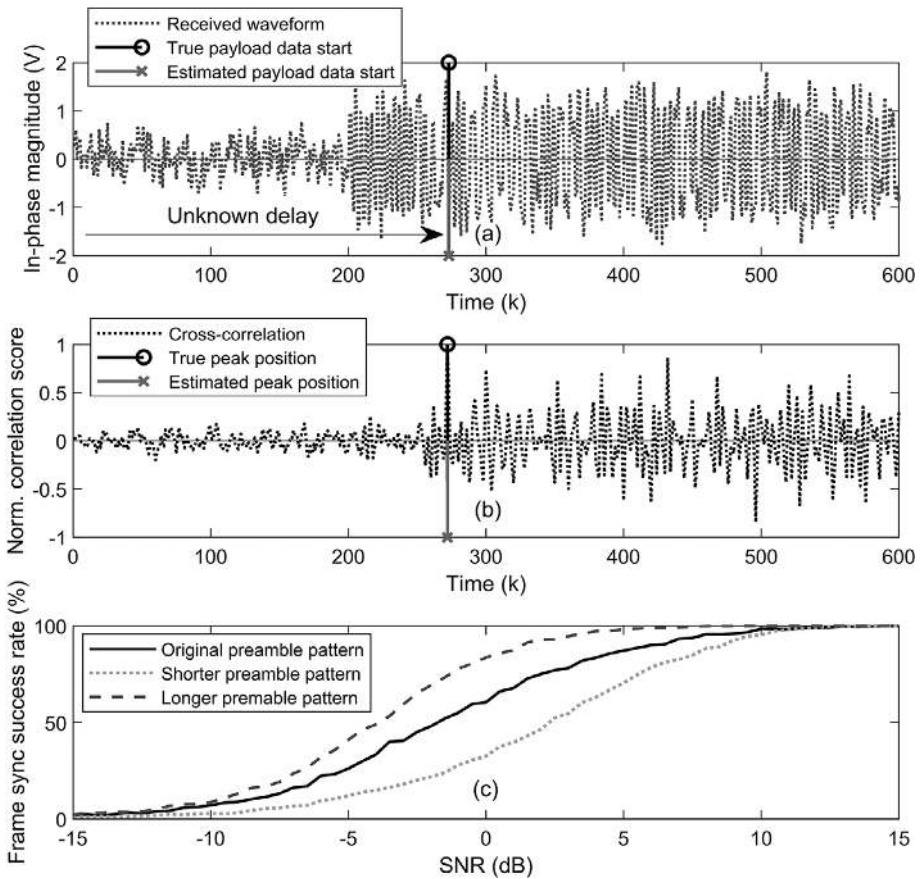 Received waveform
True payload data start
Estimated payload data start
In-phase magnitude (V)
2
1
0
-1
-2
Unknown delay
(a)
0
100
200
300
400
500
600
Time (k)
Cross-correlation
True peak position
Estimated peak position
Norm. correlation score
1
0.5
0
-0.5
-1
(b)
0
100
200
300
400
500
600
Time (k)
Frame sync success rate (%)
100
50
0
Original preamble pattern
Shorter preamble pattern
Longer premable pattern
(c)
-15
-10
-5
0
5
10
15
SNR (dB)